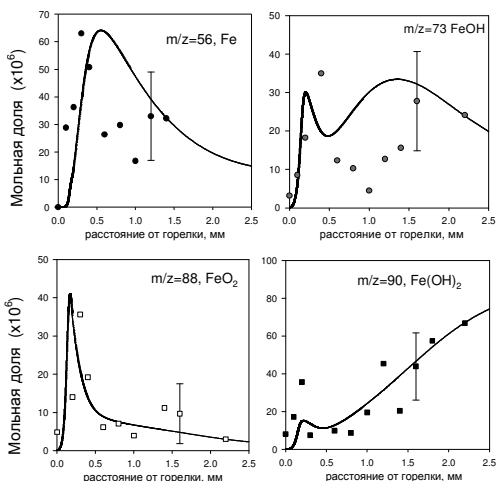 m/z=56, Fe
Мольная доля (x10⁶)
70
60
50
40
30
20
10
0
0.0 0.5 1.0 1.5 2.0 2.5
расстояние от горелки, мм
m/z=73 FeOH
50
40
30
20
10
0
0.0 0.5 1.0 1.5 2.0 2.5
расстояние от горелки, мм
m/z=88, FeO₂
Мольная доля (x10⁶)
50
40
30
20
10
0
0.0 0.5 1.0 1.5 2.0 2.5
расстояние от горелки, мм
m/z=90, Fe(OH)₂
100
80
60
40
20
0
0.0 0.5 1.0 1.5 2.0 2.5
расстояние от горелки, мм